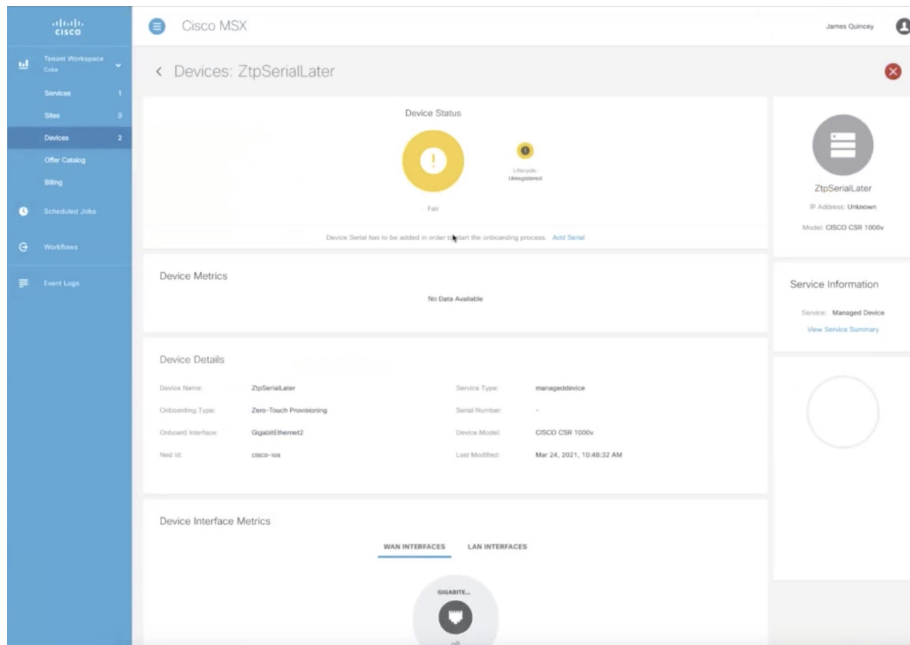 CISCO
Cisco MSX
James Quincey
Tenant Workspace
Coke
Services 1
Sites 0
Devices 2
Offer Catalog
Billing
Scheduled Jobs
Workflows
Event Logs
Devices: ZtpSerialLater
Device Status
Fair
Lifecycle:
Unregistered
Device Serial has to be added in order to start the onboarding process. Add Serial
ZtpSerialLater
IP Address: Unknown
Model: CISCO CSR 1000v
Device Metrics
No Data Available
Service Information
Service: Managed Device
View Service Summary
Device Details
Device Name: ZtpSerialLater Service Type: manageddevice
Onboarding Type: Zero-Touch Provisioning Serial Number: -
Onboard Interface: GigabitEthernet2 Device Model: CISCO CSR 1000v
Ned Id: cisco-ios Last Modified: Mar 24, 2021, 10:48:32 AM
Device Interface Metrics
WAN INTERFACES LAN INTERFACES
GIGABITE...